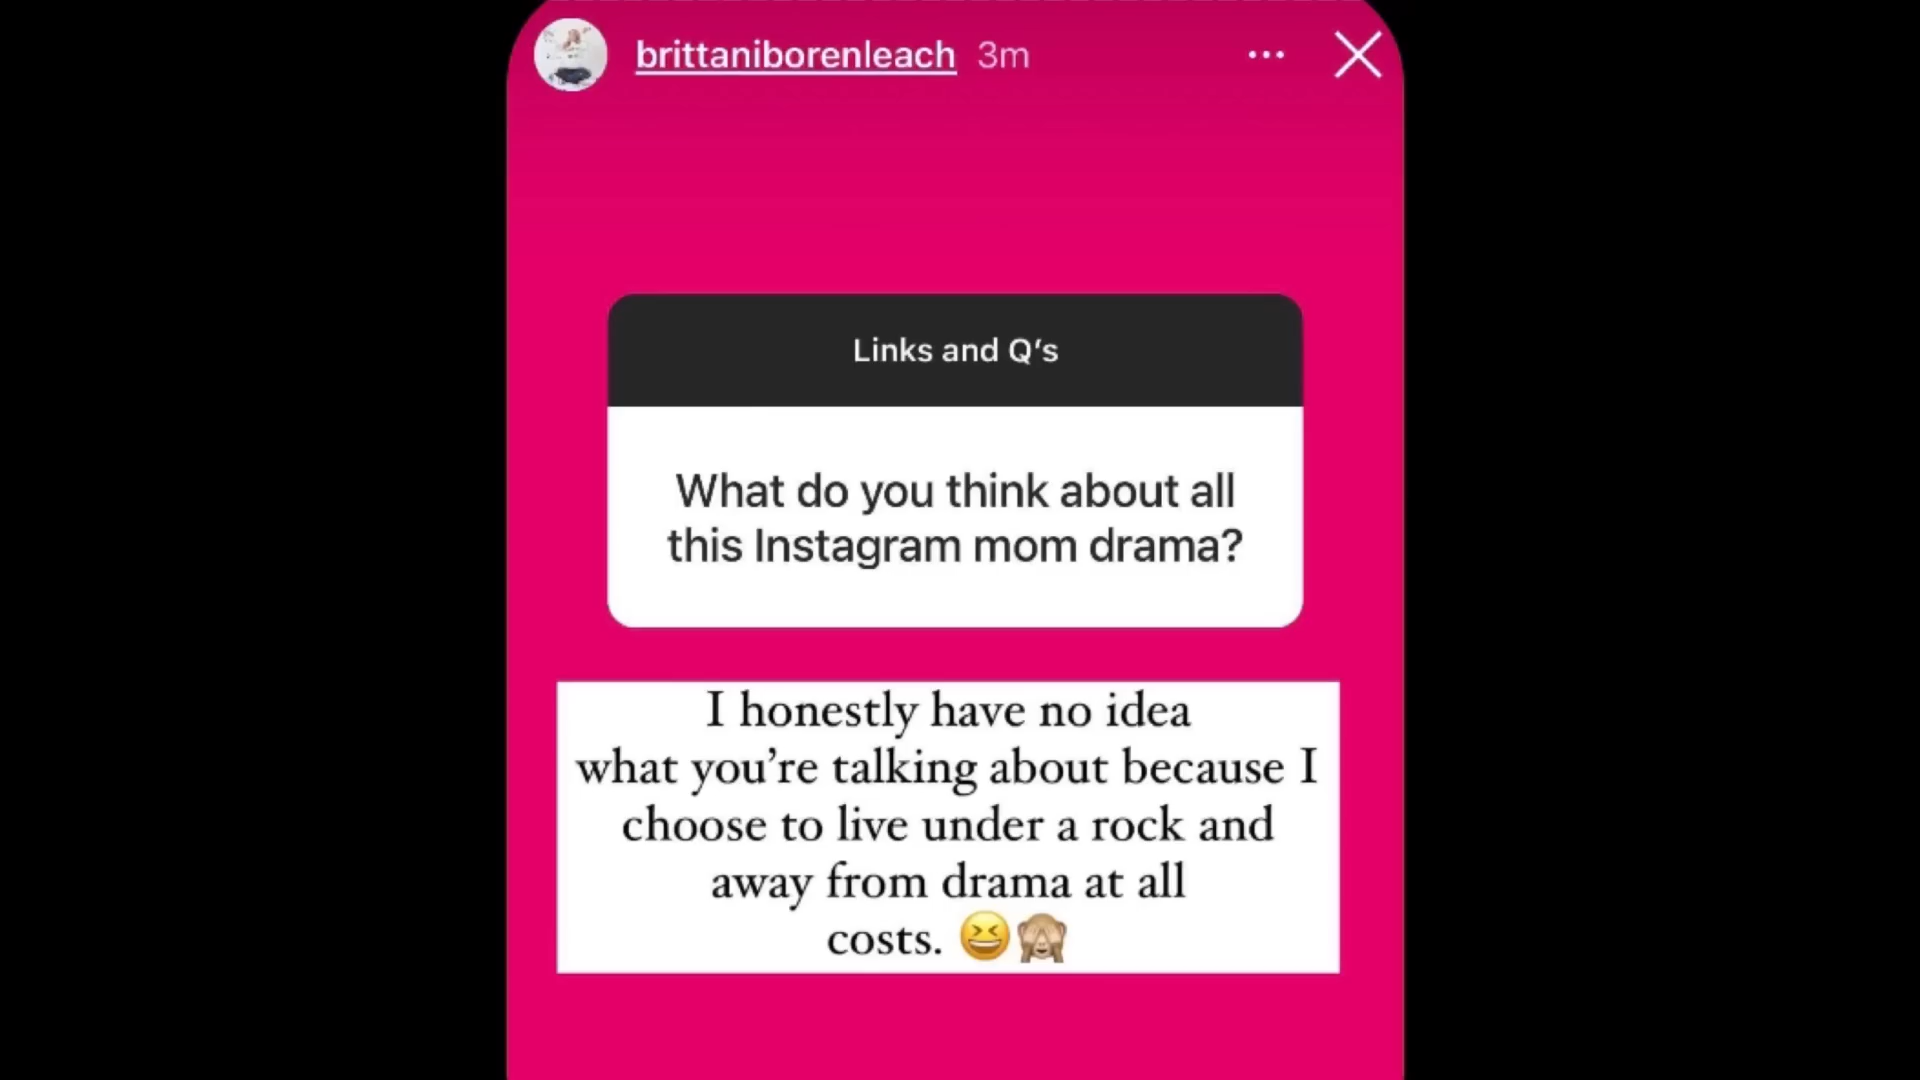 brittaniborenleach 3m
Links and Q's
What do you think about all
this Instagram mom drama?
I honestly have no idea
what you’re talking about because I
choose to live under a rock and
away from drama at all
costs. 😆🙈